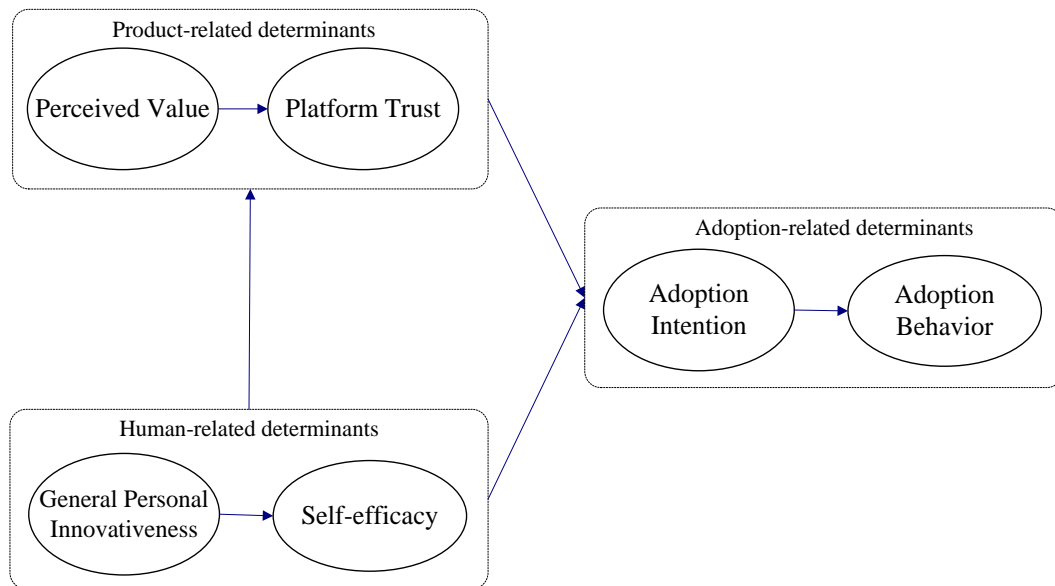 Product-related determinants
Perceived Value
Platform Trust
Adoption-related determinants
Adoption
Intention
Adoption
Behavior
Human-related determinants
General Personal
Innovativeness
Self-efficacy